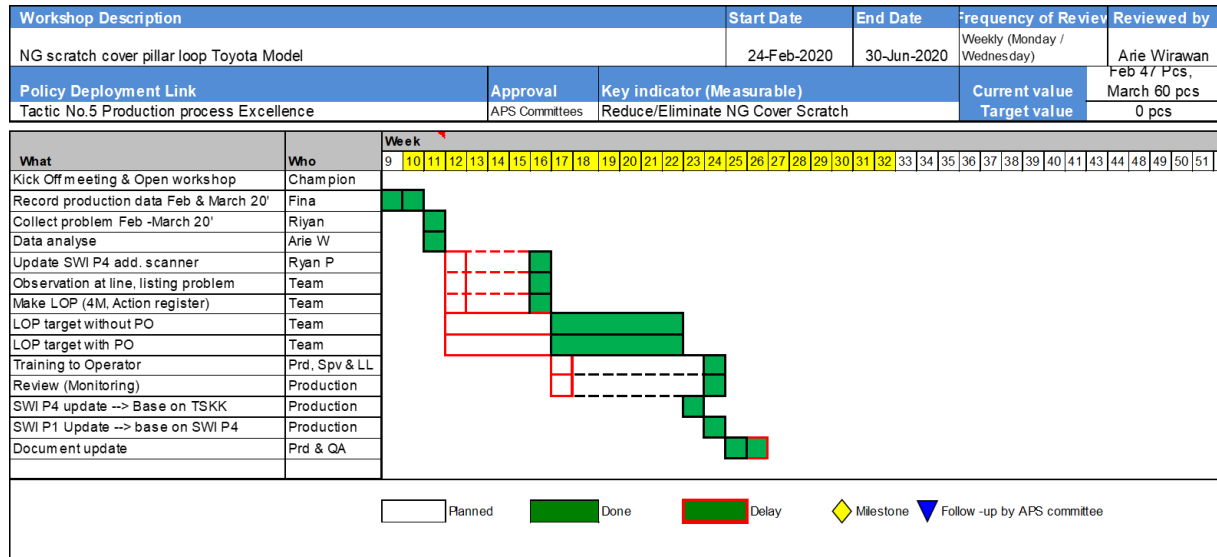 Workshop Description Start Date End Date Frequency of Review Reviewed by
NG scratch cover pillar loop Toyota Model 24-Feb-2020 30-Jun-2020 Weekly (Monday / Wednesday) Arie Wirawan
Policy Deployment Link Approval Key indicator (Measurable) Current value Feb 47 Pcs, March 60 pcs
Tactic No.5 Production process Excellence APS Committees Reduce/Eliminate NG Cover Scratch Target value 0 pcs
Week
What Who 9 10 11 12 13 14 15 16 17 18 19 20 21 22 23 24 25 26 27 28 29 30 31 32 33 34 35 36 37 38 39 40 41 43 44 48 49 50 51
Kick Off meeting & Open workshop Champion
Record production data Feb & March 20' Fina
Collect problem Feb -March 20' Riyan
Data analyse Arie W
Update SWI P4 add. scanner Ryan P
Observation at line, listing problem Team
Make LOP (4M, Action register) Team
LOP target without PO Team
LOP target with PO Team
Training to Operator Prd, Spv & LL
Review (Monitoring) Production
SWI P4 update --> Base on TSKK Production
SWI P1 Update --> base on SWI P4 Production
Document update Prd & QA
Planned Done Delay Milestone Follow -up by APS committee